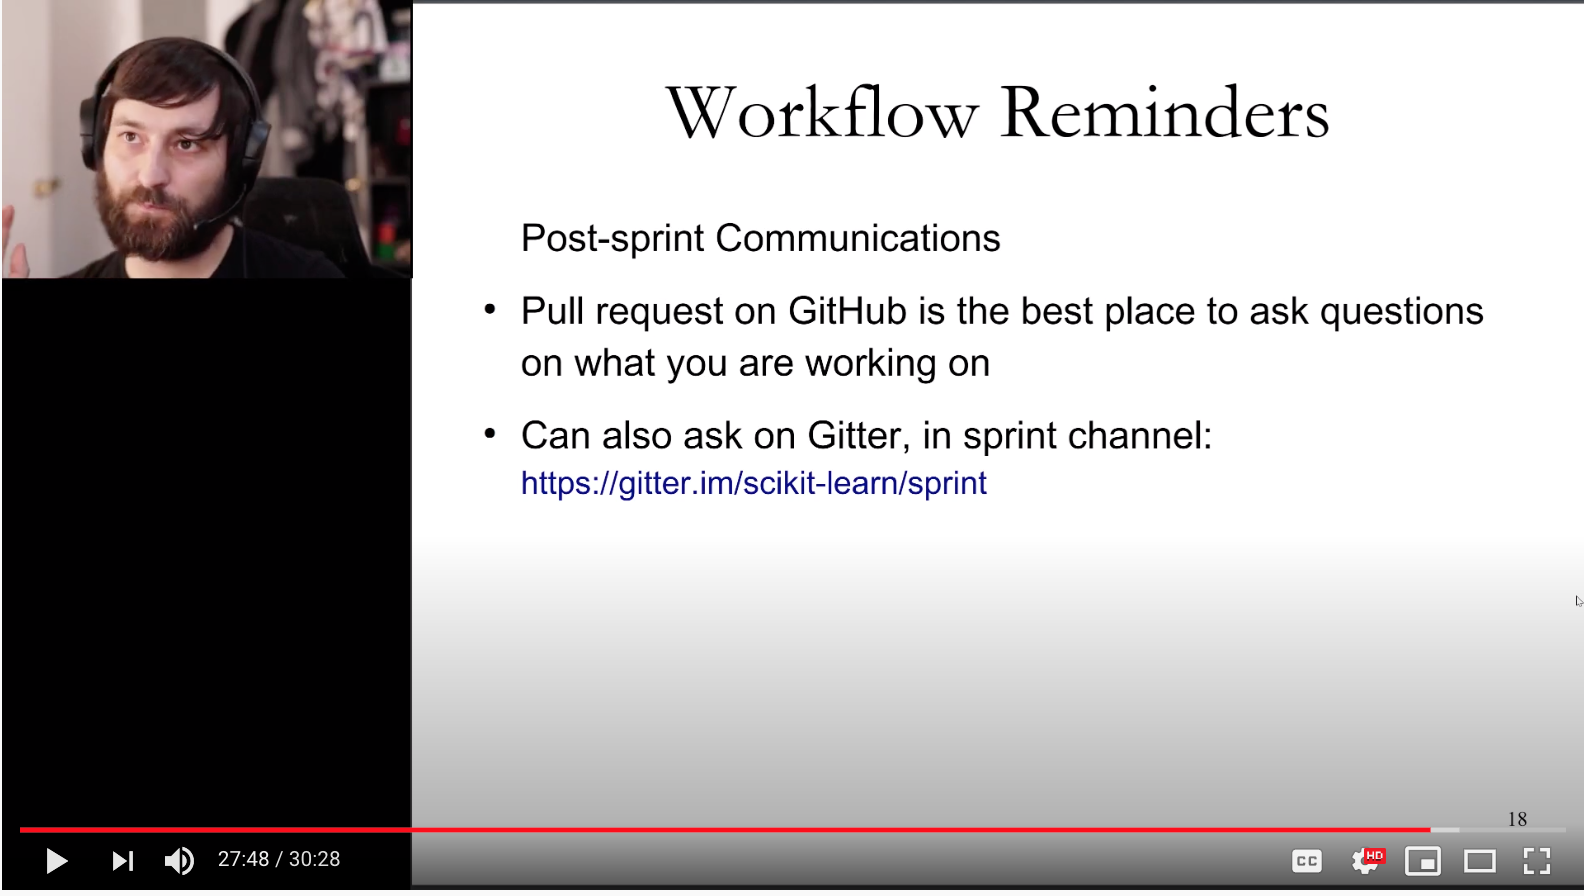 Workflow Reminders
Post-sprint Communications
• Pull request on GitHub is the best place to ask questions
on what you are working on
• Can also ask on Gitter, in sprint channel:
https://gitter.im/scikit-learn/sprint
18
27:48 / 30:28
CC
HD